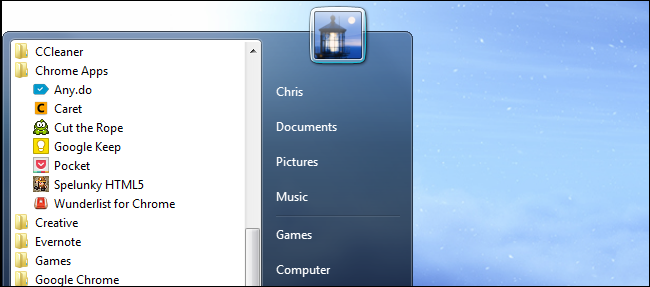 CCleaner
Chrome Apps
Any.do
Caret
Cut the Rope
Google Keep
Pocket
Spelunky HTML5
Wunderlist for Chrome
Creative
Evernote
Games
Google Chrome
Chris
Documents
Pictures
Music
Games
Computer